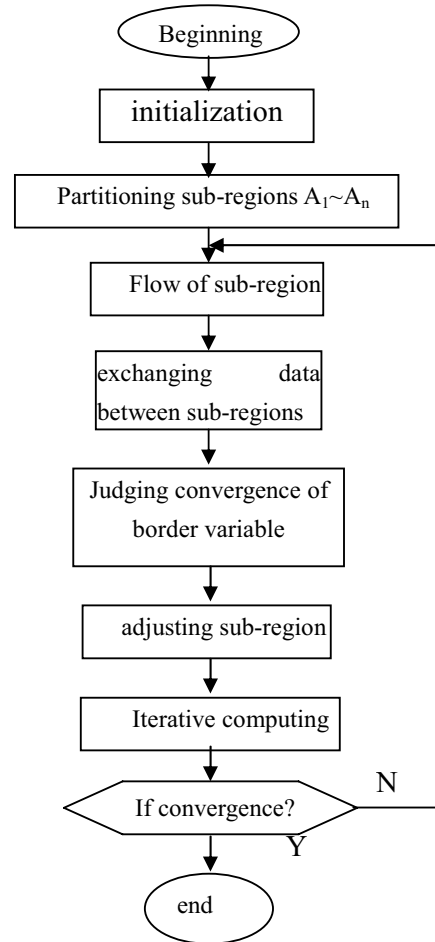 Beginning
initialization
Partitioning sub-regions A₁~Aₙ
Flow of sub-region
exchanging data
between sub-regions
Judging convergence of
border variable
adjusting sub-region
Iterative computing
If convergence?
N
Y
end